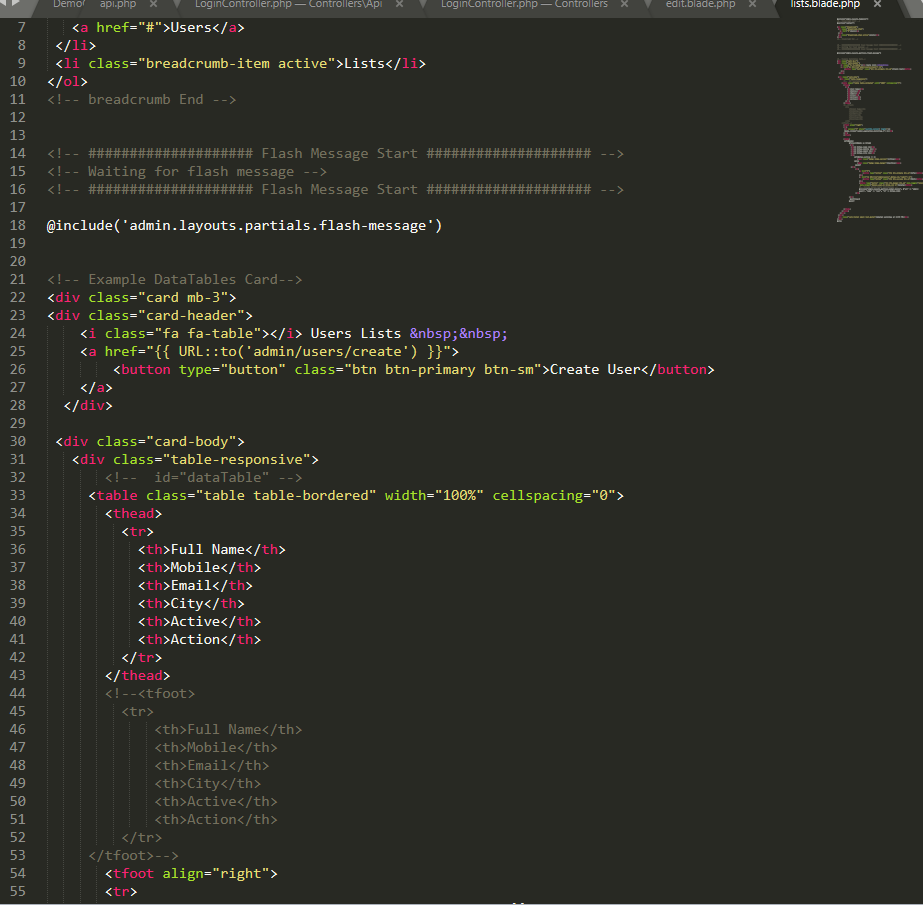 Demo/ api.php × LoginController.php — Controllers\Api × LoginController.php — Controllers × edit.blade.php × lists.blade.php ×
7 <a href="#">Users</a>
8 </li>
9 <li class="breadcrumb-item active">Lists</li>
10 </ol>
11 <!-- breadcrumb End -->
12
13
14 <!-- #################### Flash Message Start #################### -->
15 <!-- Waiting for flash message -->
16 <!-- #################### Flash Message Start #################### -->
17
18 @include('admin.layouts.partials.flash-message')
19
20
21 <!-- Example DataTables Card-->
22 <div class="card mb-3">
23 <div class="card-header">
24 <i class="fa fa-table"></i> Users Lists &nbsp;&nbsp;
25 <a href="{{ URL::to('admin/users/create') }}">
26 <button type="button" class="btn btn-primary btn-sm">Create User</button>
27 </a>
28 </div>
29
30 <div class="card-body">
31 <div class="table-responsive">
32 <!--  id="dataTable" -->
33 <table class="table table-bordered" width="100%" cellspacing="0">
34 <thead>
35 <tr>
36 <th>Full Name</th>
37 <th>Mobile</th>
38 <th>Email</th>
39 <th>City</th>
40 <th>Active</th>
41 <th>Action</th>
42 </tr>
43 </thead>
44 <!--<tfoot>
45 <tr>
46 <th>Full Name</th>
47 <th>Mobile</th>
48 <th>Email</th>
49 <th>City</th>
50 <th>Active</th>
51 <th>Action</th>
52 </tr>
53 </tfoot>-->
54 <tfoot align="right">
55 <tr>